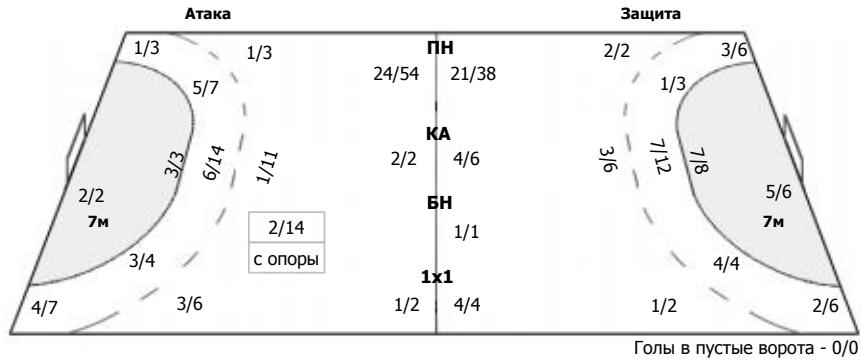 Атака Защита
1/3 1/3 ПН 2/2 3/6
5/7 24/54 21/38 1/3
3/3 6/14 1/11 КА 3/6 7/12 7/8
2/2 4/6
2/2 БН 5/6
7м 2/14 1/1 7м
3/4 с опоры 4/4
1x1
4/7 3/6 1/2 4/4 1/2 2/6
Голы в пустые ворота - 0/0